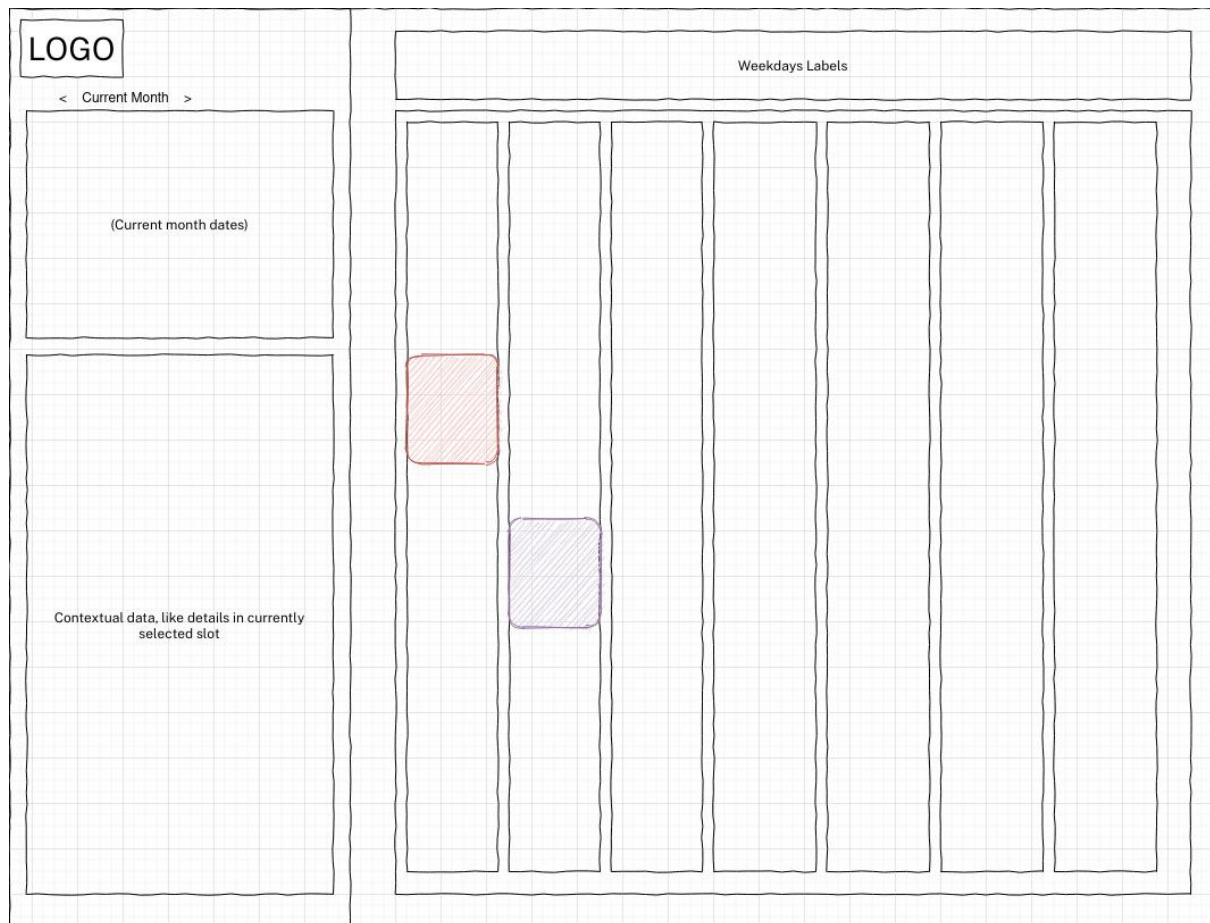 LOGO
< Current Month >
(Current month dates)
Contextual data, like details in currently
selected slot
Weekdays Labels